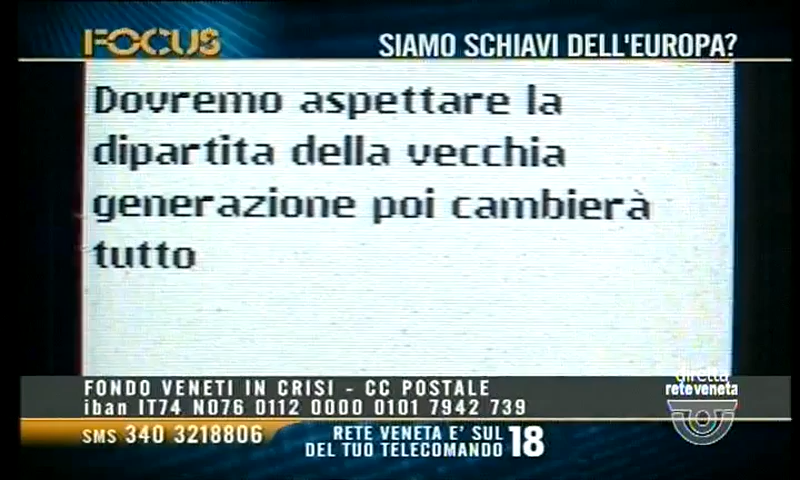 FOCUS
SIAMO SCHIAVI DELL'EUROPA?
Dovremo aspettare la
dipartita della vecchia
generazione poi cambierà
tutto
diretta
reteveneta
FONDO VENETI IN CRISI - CC POSTALE
iban IT74 N076 0112 0000 0101 7942 739
SMS 340 3218806
RETE VENETA E' SUL
DEL TUO TELECOMANDO 18